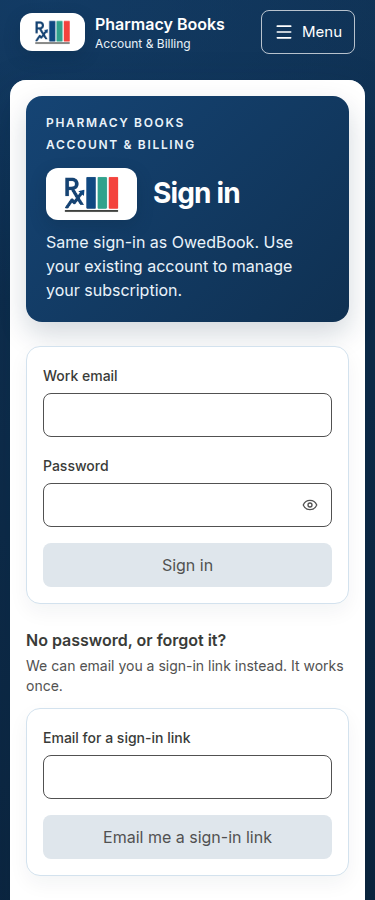 Pharmacy Books
Account & Billing
Menu
PHARMACY BOOKS
ACCOUNT & BILLING
Rx
Sign in
Same sign-in as OwedBook. Use
your existing account to manage
your subscription.
Work email
Password
Sign in
No password, or forgot it?
We can email you a sign-in link instead. It works
once.
Email for a sign-in link
Email me a sign-in link